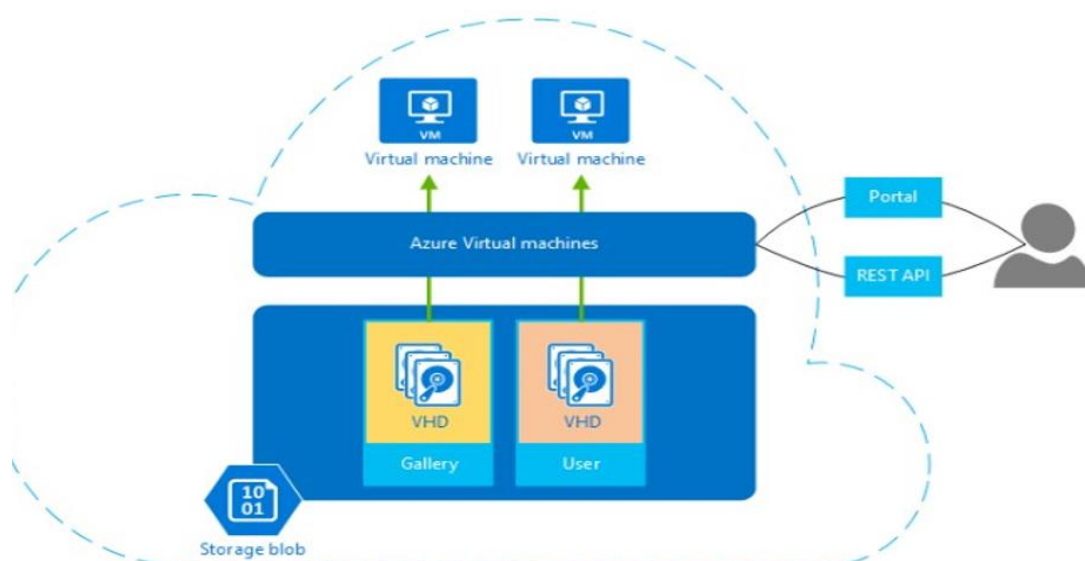 VM
VM
Virtual machine
Virtual machine
Portal
Azure Virtual machines
REST API
VHD
VHD
Gallery
User
10
01
Storage blob